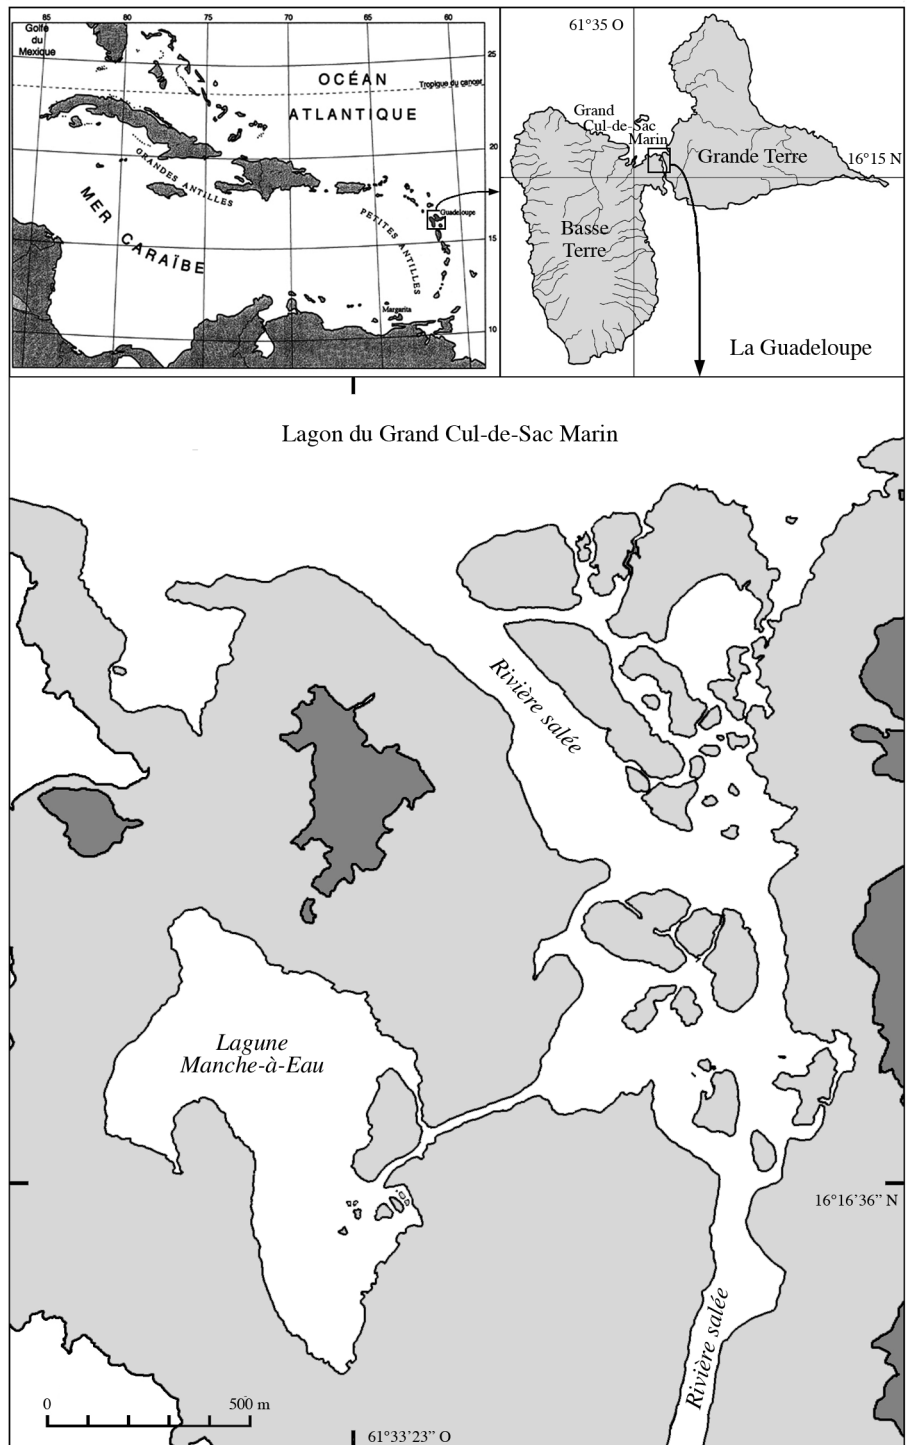 85 80 75 70 65 60
Golfe
du
Mexique
25
OCÉAN
Tropique du cancer
ATLANTIQUE
20
GRANDES ANTILLES
MER CARAÏBE
PETITES ANTILLES
Guadeloupe
15
Margarita
10
61°35 O
Grand
Cul-de-Sac
Marin
Grande Terre
16°15 N
Basse
Terre
La Guadeloupe
Lagon du Grand Cul-de-Sac Marin
Rivière salée
Lagune
Manche-à-Eau
16°16’36” N
Rivière salée
0 500 m
61°33’23” O